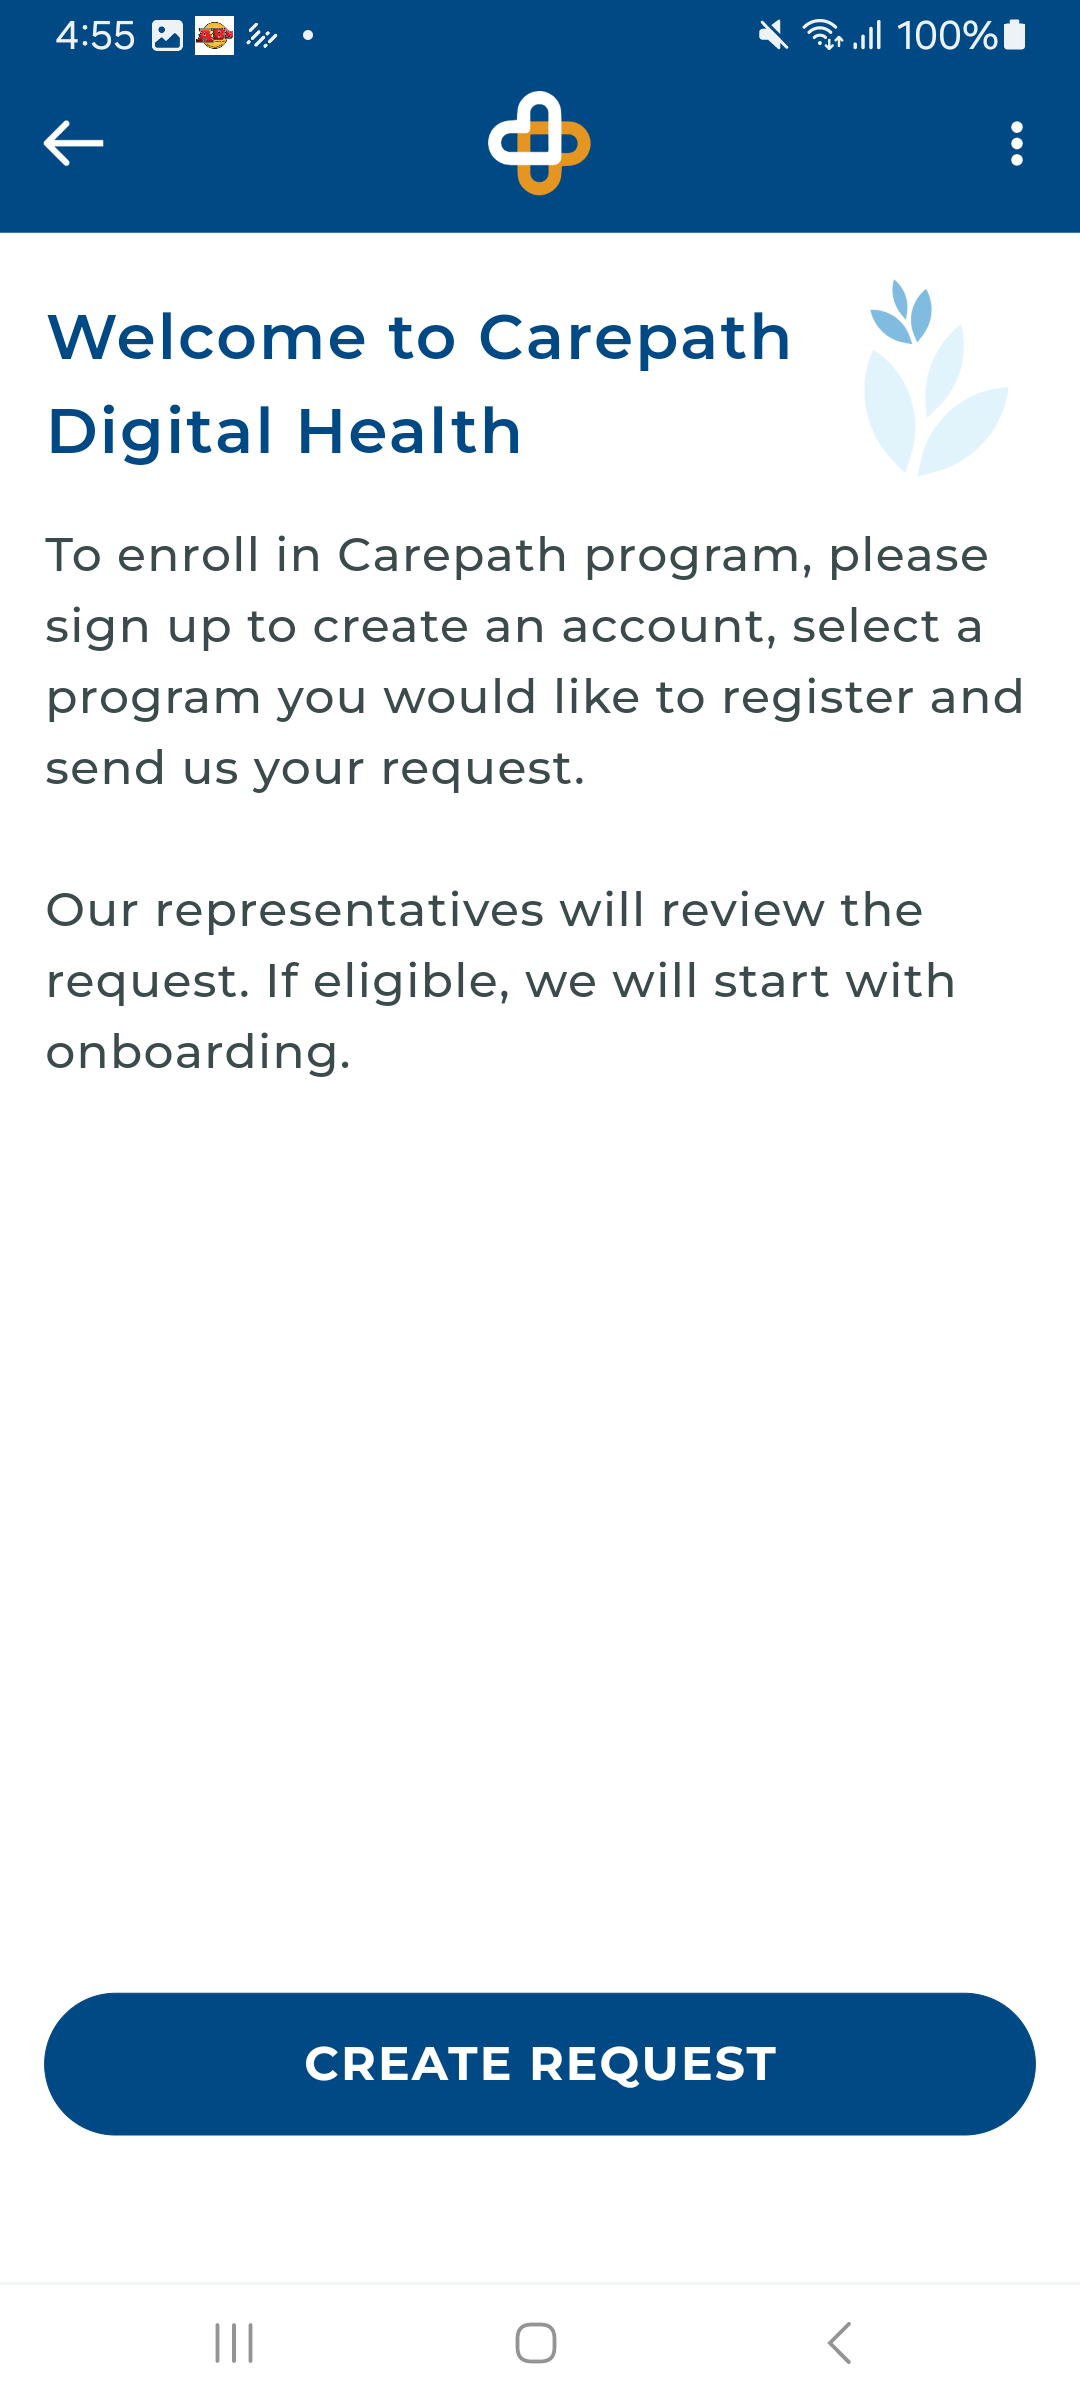 4:55
100%
Welcome to Carepath
Digital Health
To enroll in Carepath program, please
sign up to create an account, select a
program you would like to register and
send us your request.
Our representatives will review the
request. If eligible, we will start with
onboarding.
CREATE REQUEST